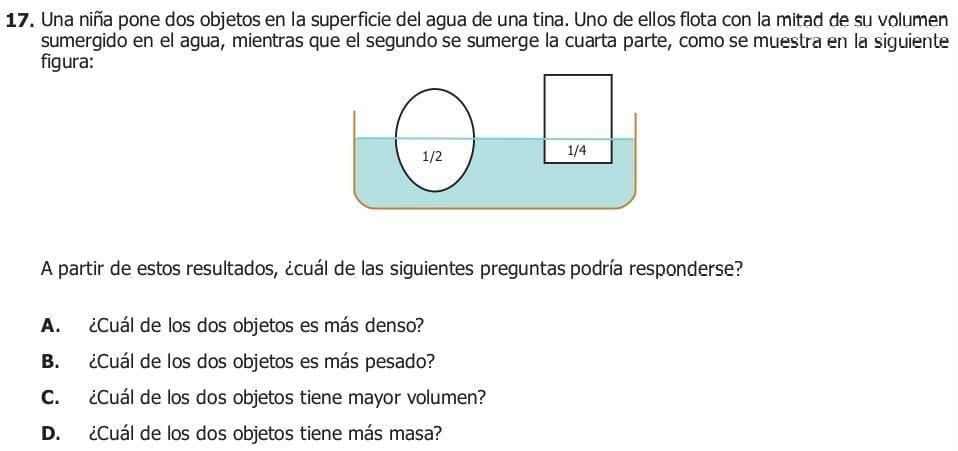 17. Una niña pone dos objetos en la superficie del agua de una tina. Uno de ellos flota con la mitad de su volumen
sumergido en el agua, mientras que el segundo se sumerge la cuarta parte, como se muestra en la siguiente
figura:
1/2
1/4
A partir de estos resultados, ¿cuál de las siguientes preguntas podría responderse?
A. ¿Cuál de los dos objetos es más denso?
B. ¿Cuál de los dos objetos es más pesado?
C. ¿Cuál de los dos objetos tiene mayor volumen?
D. ¿Cuál de los dos objetos tiene más masa?